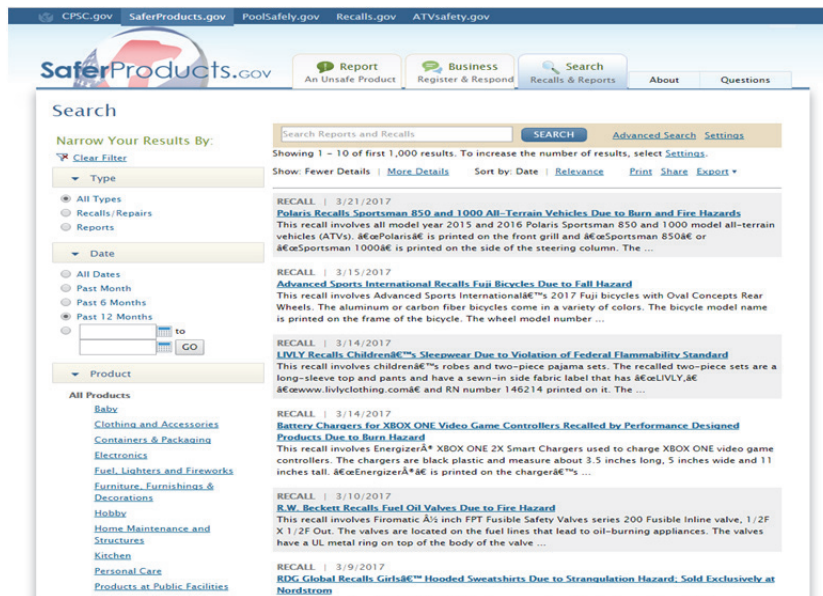 CPSC.gov SaferProducts.gov PoolSafely.gov Recalls.gov ATVsafety.gov
SaferProducts.GOV
Report
An Unsafe Product
Business
Register & Respond
Search
Recalls & Reports
About
Questions
Search
Narrow Your Results By:
Clear Filter
Type
All Types
Recalls/Repairs
Reports
Date
All Dates
Past Month
Past 6 Months
Past 12 Months
to
GO
Product
All Products
Baby
Clothing and Accessories
Containers & Packaging
Electronics
Fuel, Lighters and Fireworks
Furniture, Furnishings &
Decorations
Hobby
Home Maintenance and
Structures
Kitchen
Personal Care
Products at Public Facilities
Search Reports and Recalls SEARCH Advanced Search Settings
Showing 1 - 10 of first 1,000 results. To increase the number of results, select Settings.
Show: Fewer Details | More Details Sort by: Date | Relevance Print Share Export
RECALL | 3/21/2017
Polaris Recalls Sportsman 850 and 1000 All-Terrain Vehicles Due to Burn and Fire Hazards
This recall involves all model year 2015 and 2016 Polaris Sportsman 850 and 1000 model all-terrain
vehicles (ATVs). â€œPolarisâ€ is printed on the front grill and â€œSportsman 850â€ or
â€œSportsman 1000â€ is printed on the side of the steering column. The ...
RECALL | 3/15/2017
Advanced Sports International Recalls Fuji Bicycles Due to Fall Hazard
This recall involves Advanced Sports Internationalâ€™s 2017 Fuji bicycles with Oval Concepts Rear
Wheels. The aluminum or carbon fiber bicycles come in a variety of colors. The bicycle model name
is printed on the frame of the bicycle. The wheel model number ...
RECALL | 3/14/2017
LIVLY Recalls Childrenâ€™s Sleepwear Due to Violation of Federal Flammability Standard
This recall involves childrenâ€™s robes and two-piece pajama sets. The recalled two-piece sets are a
long-sleeve top and pants and have a sewn-in side fabric label that has â€œLIVLY,â€
â€œwww.livlyclothing.comâ€ and RN number 146214 printed on it. The ...
RECALL | 3/14/2017
Battery Chargers for XBOX ONE Video Game Controllers Recalled by Performance Designed
Products Due to Burn Hazard
This recall involves EnergizerÂ® XBOX ONE 2X Smart Chargers used to charge XBOX ONE video game
controllers. The chargers are black plastic and measure about 3.5 inches long, 5 inches wide and 11
inches tall. â€œEnergizerÂ®â€ is printed on the chargerâ€™s ...
RECALL | 3/10/2017
R.W. Beckett Recalls Fuel Oil Valves Due to Fire Hazard
This recall involves Firomatic Â½ inch FPT Fusible Safety Valves series 200 Fusible Inline valve, 1/2F
X 1/2F Out. The valves are located on the fuel lines that lead to oil-burning appliances. The valves
have a UL metal ring on top of the body of the valve ...
RECALL | 3/9/2017
RDG Global Recalls Girlsâ€™ Hooded Sweatshirts Due to Strangulation Hazard; Sold Exclusively at
Nordstrom